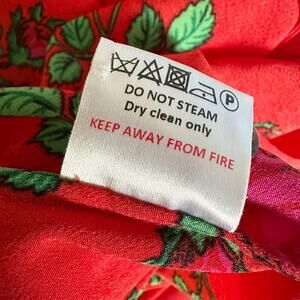 P
DO NOT STEAM
Dry clean only
KEEP AWAY FROM FIRE